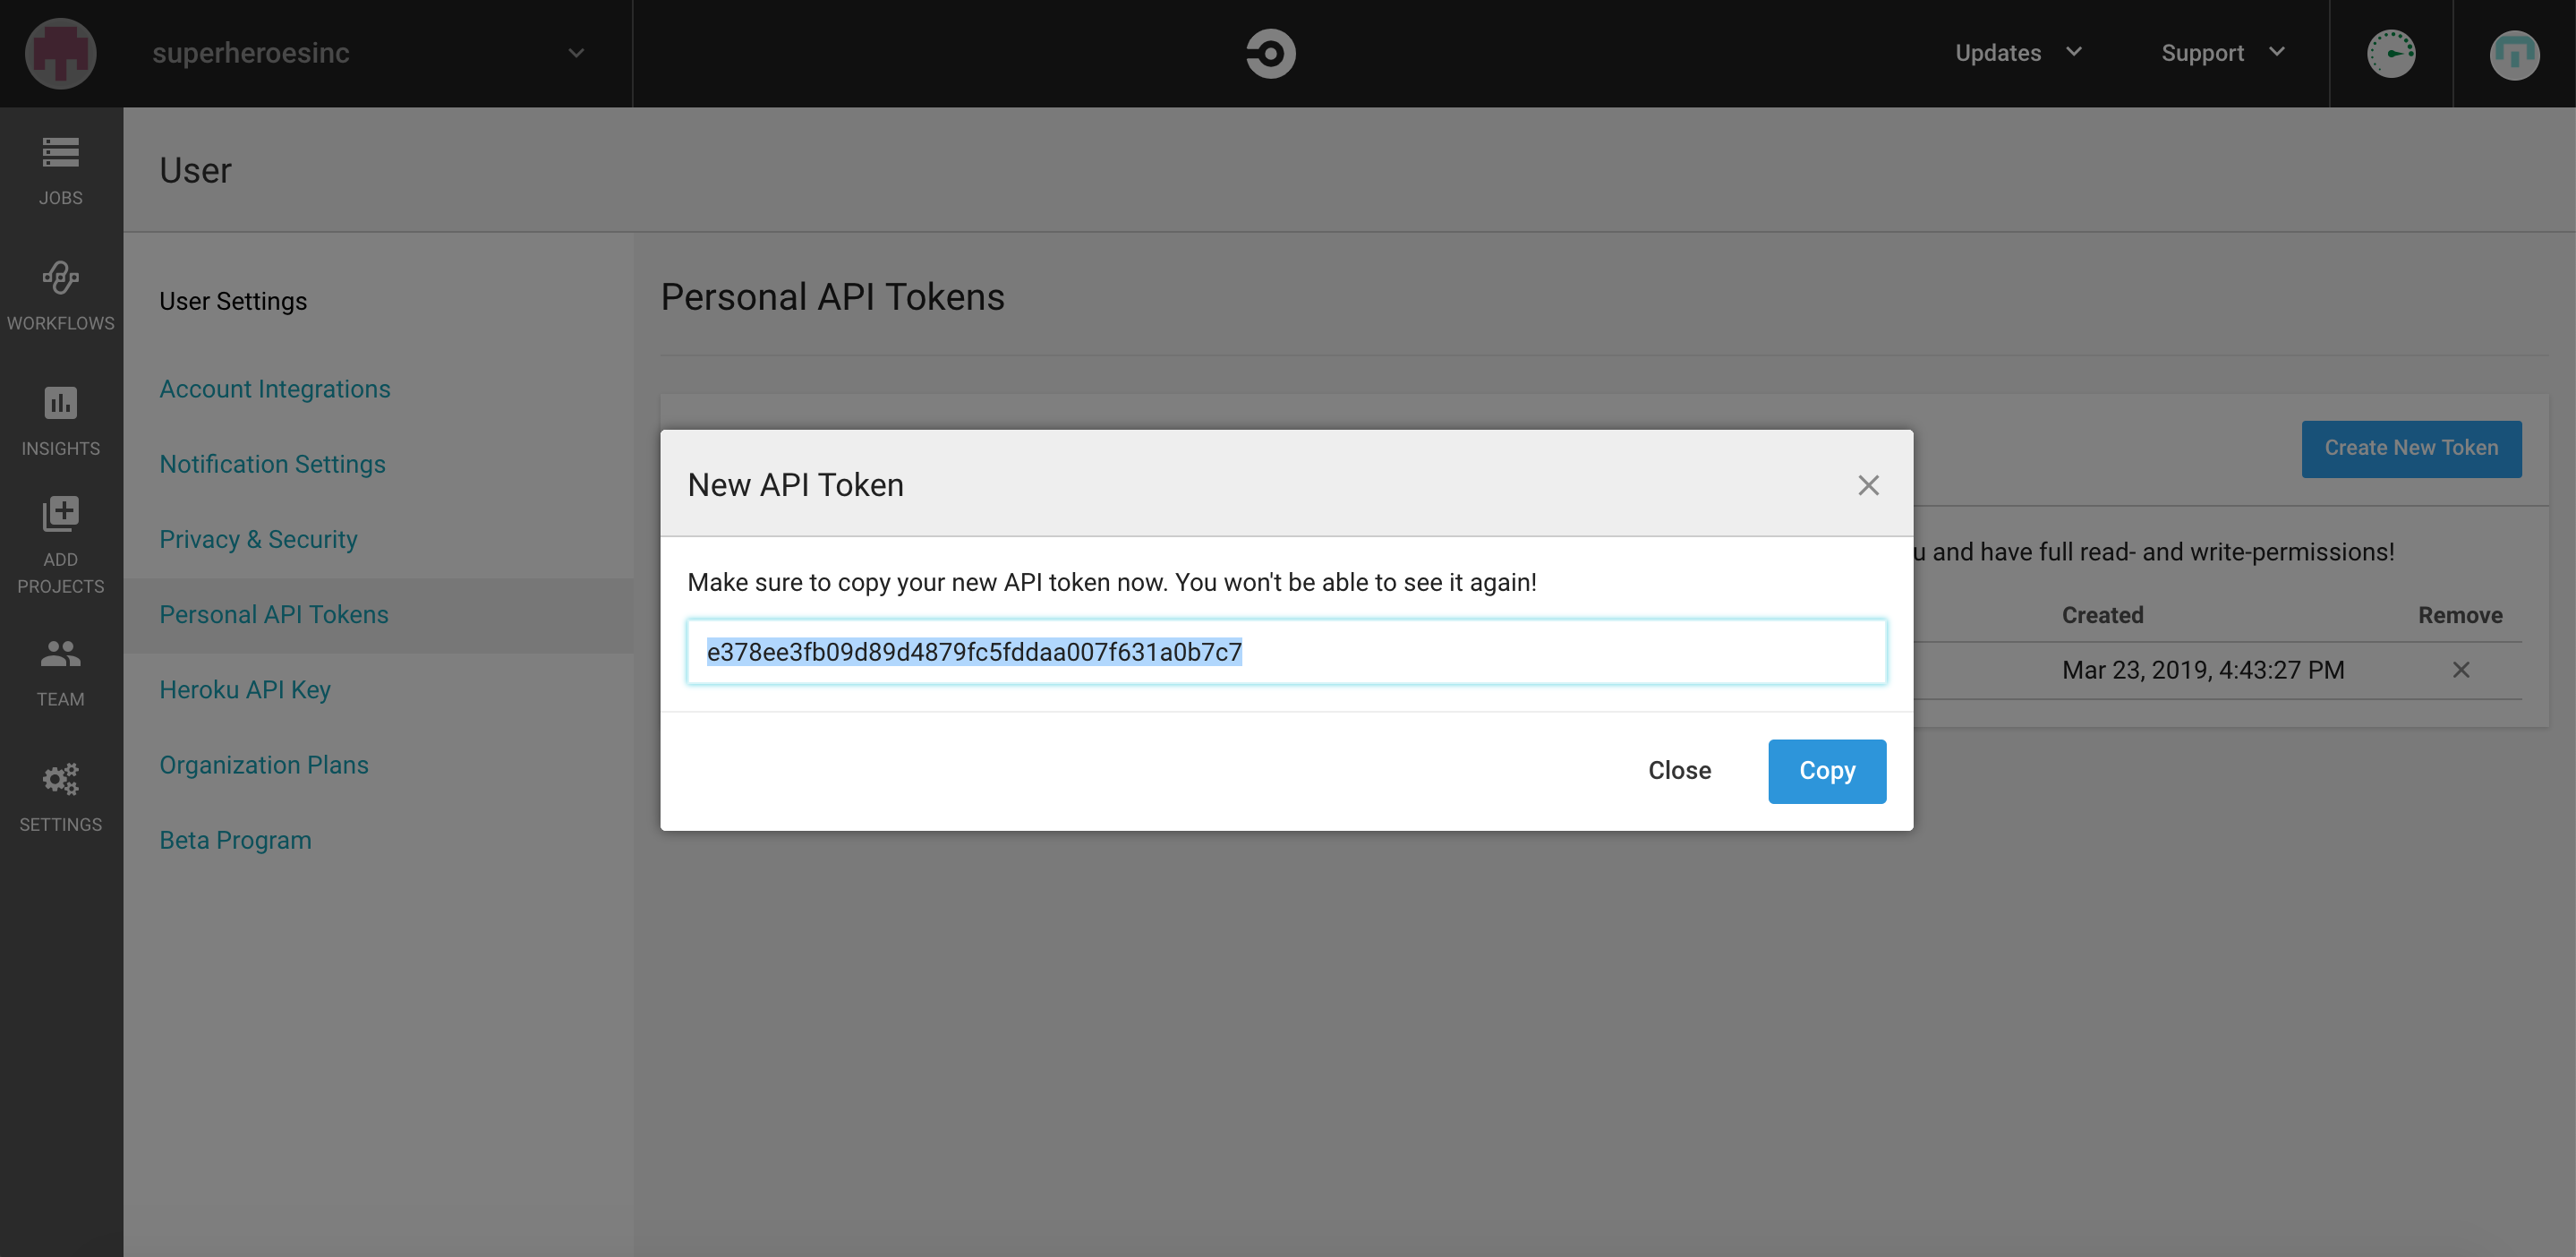 superheroesinc
Updates
Support
JOBS
WORKFLOWS
INSIGHTS
ADD
PROJECTS
TEAM
SETTINGS
User
User Settings
Account Integrations
Notification Settings
Privacy & Security
Personal API Tokens
Heroku API Key
Organization Plans
Beta Program
Personal API Tokens
Create New Token
u and have full read- and write-permissions!
Created Remove
Mar 23, 2019, 4:43:27 PM
New API Token
Make sure to copy your new API token now. You won't be able to see it again!
e378ee3fb09d89d4879fc5fddaa007f631a0b7c7
Close
Copy